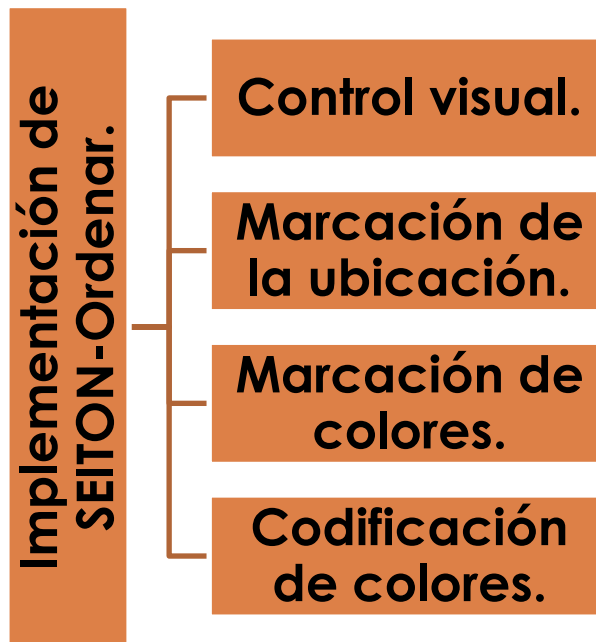 Implementación de
SEITON-Ordenar.
Control visual.
Marcación de
la ubicación.
Marcación de
colores.
Codificación
de colores.